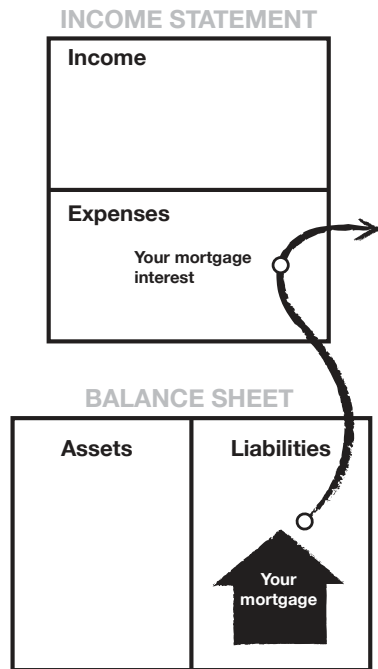 INCOME STATEMENT
Income
Expenses
Your mortgage
interest
BALANCE SHEET
Assets
Liabilities
Your
mortgage